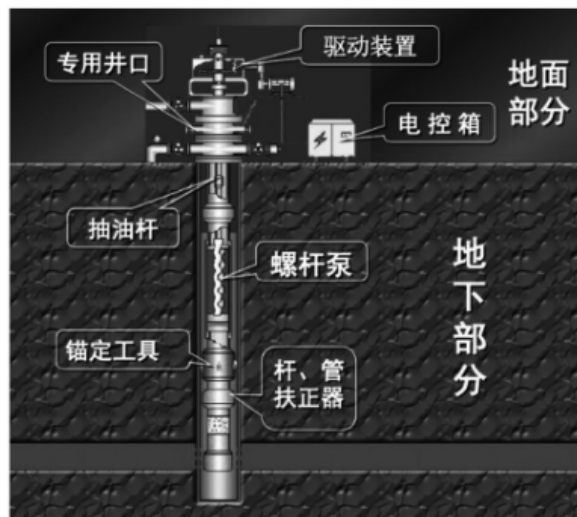 驱动装置
专用井口
地面
部分
电控箱
抽油杆
螺杆泵
地
下
部
分
锚定工具
杆、管
扶正器